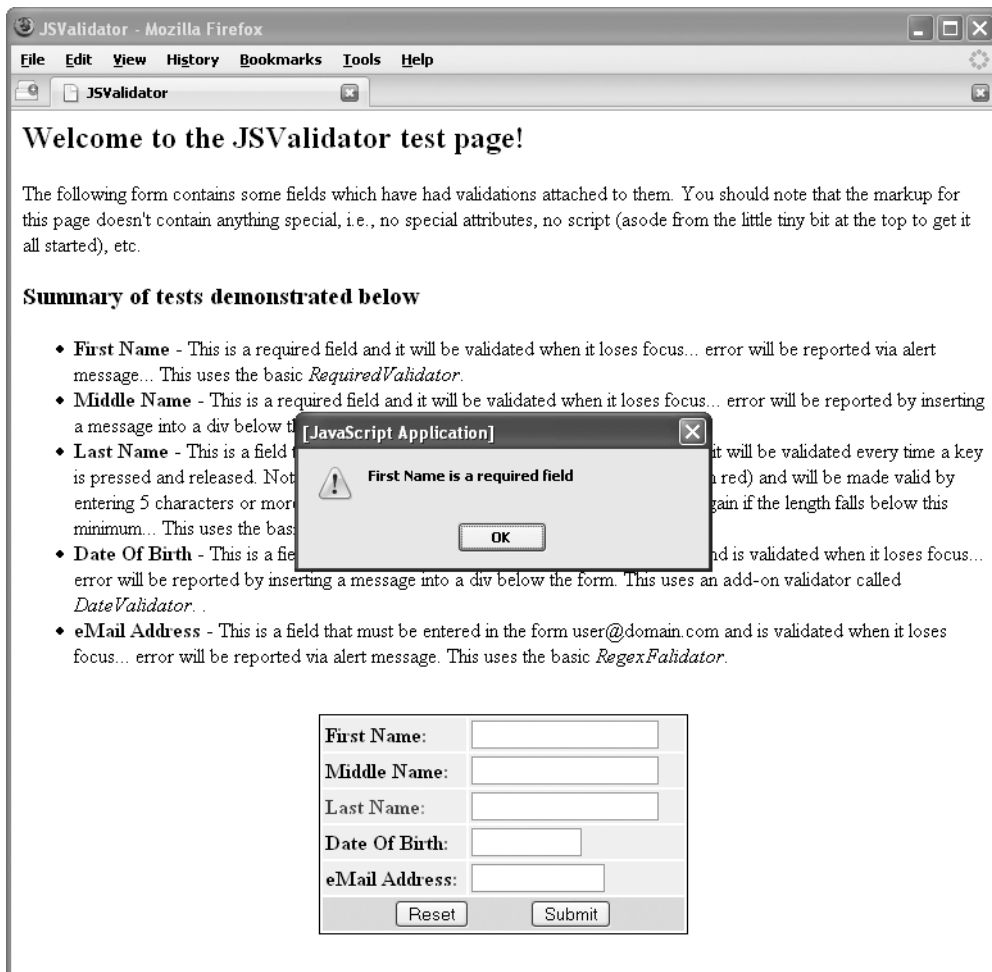 JSValidator - Mozilla Firefox
File Edit View History Bookmarks Tools Help
JSValidator
Welcome to the JSValidator test page!
The following form contains some fields which have had validations attached to them. You should note that the markup for
this page doesn't contain anything special, i.e., no special attributes, no script (asode from the little tiny bit at the top to get it
all started), etc.
Summary of tests demonstrated below
• First Name - This is a required field and it will be validated when it loses focus... error will be reported via alert
message... This uses the basic RequiredValidator.
• Middle Name - This is a required field and it will be validated when it loses focus... error will be reported by inserting
a message into a div below
• Last Name - This is a field it will be validated every time a key
is pressed and released. red) and will be made valid by
entering 5 characters or if the length falls below this
minimum... This uses the
• Date Of Birth - This is a and is validated when it loses focus...
error will be reported by inserting a message into a div below the form. This uses an add-on validator called
DateValidator. .
• eMail Address - This is a field that must be entered in the form user@domain.com and is validated when it loses
focus... error will be reported via alert message. This uses the basic RegexFalidator.
[JavaScript Application]
First Name is a required field
OK
First Name:
Middle Name:
Last Name:
Date Of Birth:
eMail Address:
Reset Submit